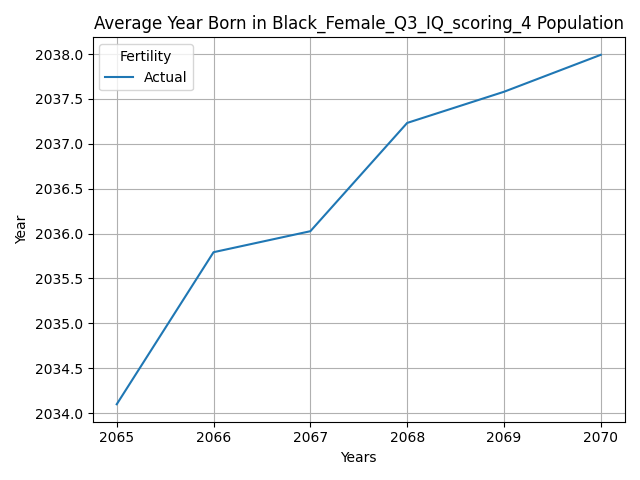 Average Year Born in Black_Female_Q3_IQ_scoring_4 Population
Fertility
Actual
2038.0
2037.5
2037.0
2036.5
2036.0
2035.5
2035.0
2034.5
2034.0
Year
2065 2066 2067 2068 2069 2070
Years